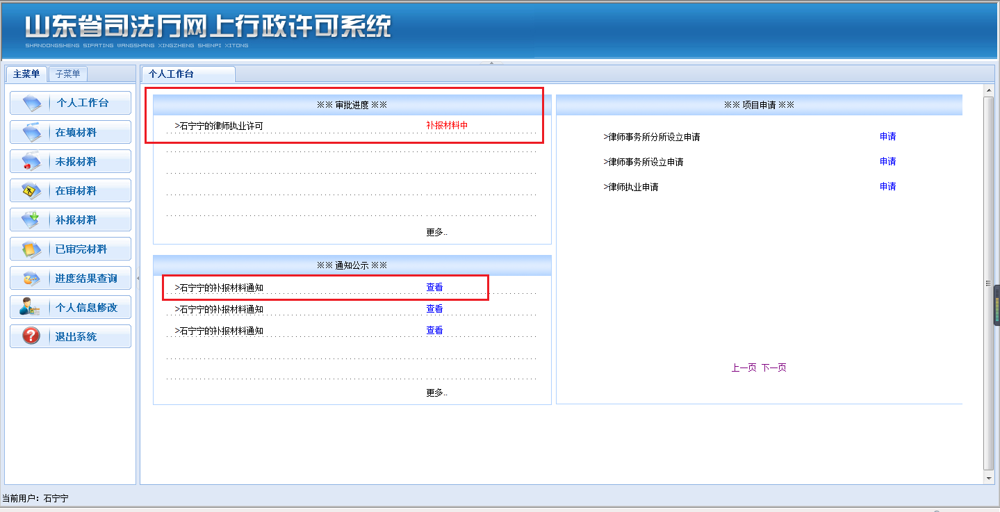 山东省司法厅网上行政许可系统
SHANDONGSHENG SIFATING WANGSHANG XINGZHENG SHENPI XITONG
主菜单 子菜单
个人工作台
在填材料
未报材料
在审材料
补报材料
已审完材料
进度结果查询
个人信息修改
退出系统
个人工作台
※※ 审批进度 ※※
>石宁宁的律师执业许可 补报材料中
更多..
※※ 通知公示 ※※
>石宁宁的补报材料通知 查看
>石宁宁的补报材料通知 查看
>石宁宁的补报材料通知 查看
更多..
※※ 项目申请 ※※
>律师事务所分所设立申请 申请
>律师事务所设立申请 申请
>律师执业申请 申请
上一页 下一页
当前用户：石宁宁